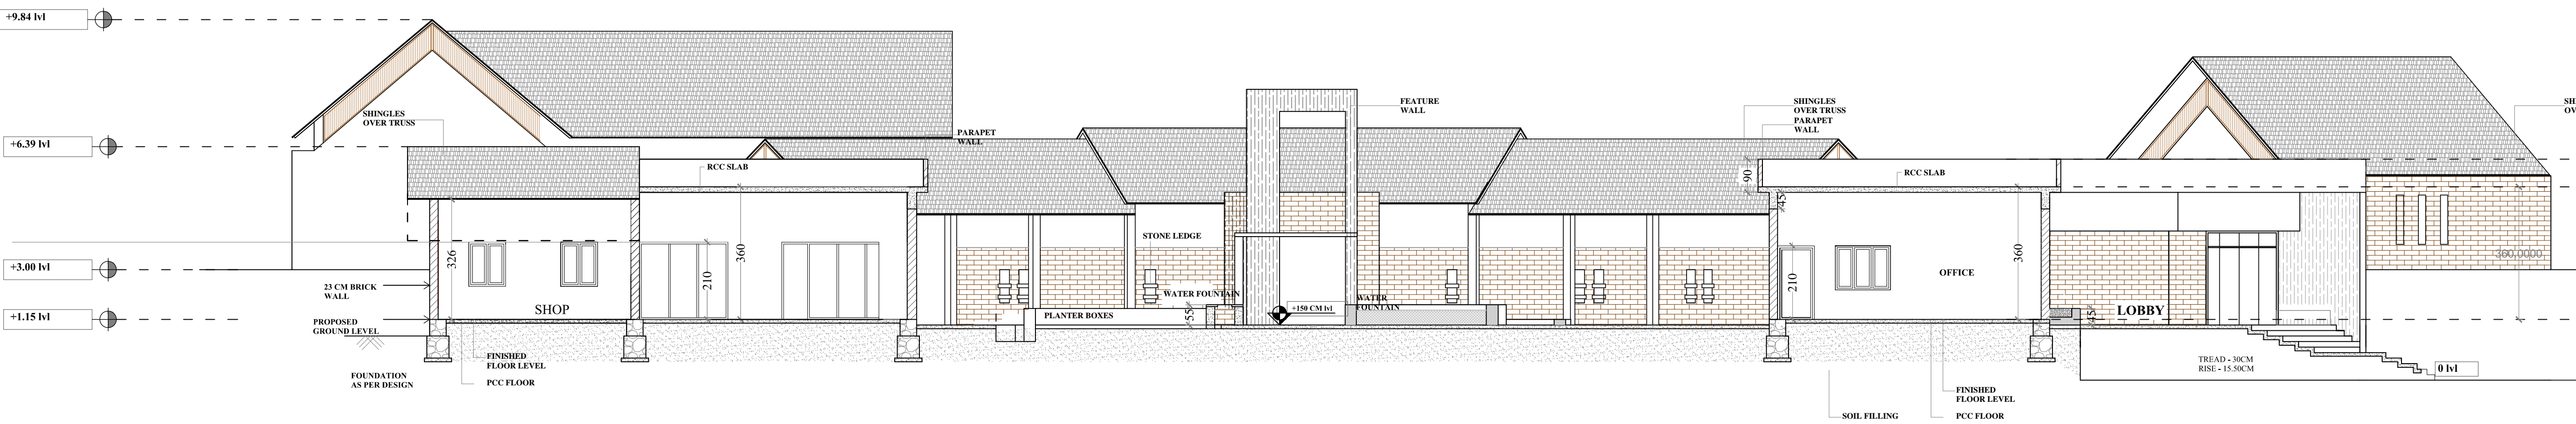 +9.84 lvl
+6.39 lvl
+3.00 lvl
+1.15 lvl
SHINGLES
OVER TRUSS
PARAPET
WALL
RCC SLAB
326
360
210
SHOP
23 CM BRICK
WALL
PROPOSED
GROUND LEVEL
FOUNDATION
AS PER DESIGN
FINISHED
FLOOR LEVEL
PCC FLOOR
FEATURE
WALL
STONE LEDGE
WATER FOUNTAIN
PLANTER BOXES
55
+150 CM lvl
WATER
FOUNTAIN
SHINGLES
OVER TRUSS
PARAPET
WALL
90
45
RCC SLAB
210
360
OFFICE
SOIL FILLING
FINISHED
FLOOR LEVEL
PCC FLOOR
45
LOBBY
TREAD - 30CM
RISE - 15.50CM
0 lvl
SH
OV